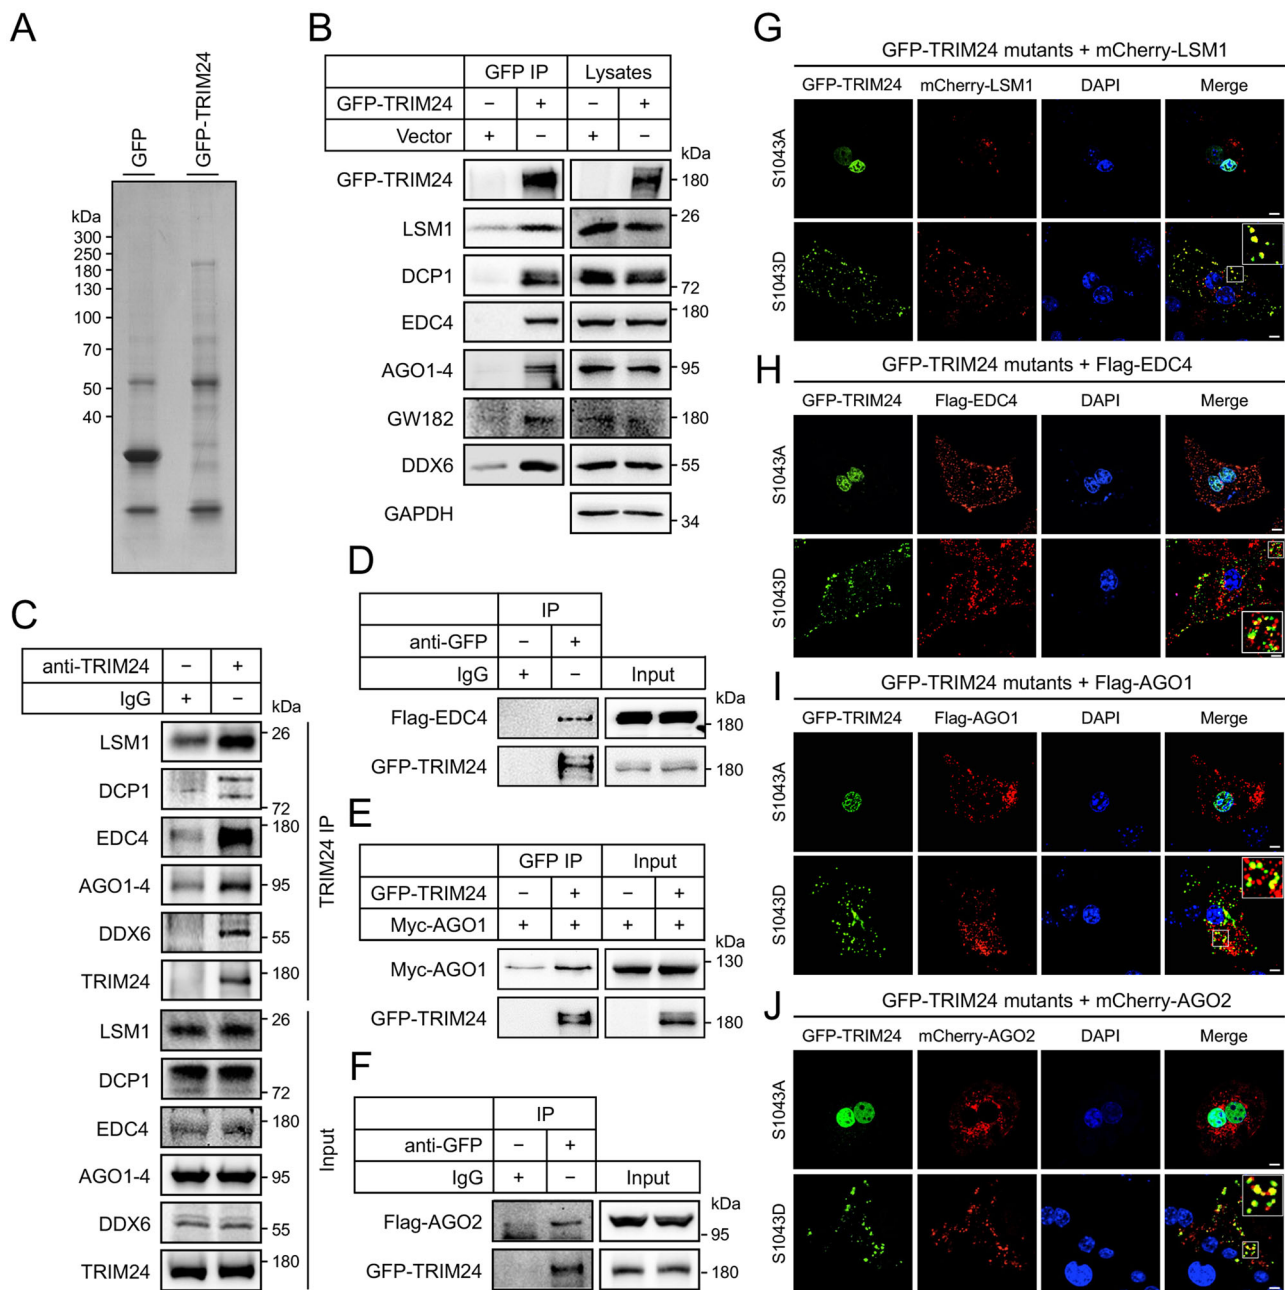 A
GFP
GFP-TRIM24
kDa
300
250
180
130
100
70
50
40
B
GFP IP Lysates
GFP-TRIM24 – + – +
Vector + – + –
kDa
GFP-TRIM24 180
LSM1 26
DCP1 72
EDC4 180
AGO1-4 95
GW182 180
DDX6 55
GAPDH 34
C
anti-TRIM24 – +
IgG + –
kDa
LSM1 26
DCP1 72
EDC4 180
AGO1-4 95
DDX6 55
TRIM24 180
TRIM24 IP
LSM1 26
DCP1 72
EDC4 180
AGO1-4 95
DDX6 55
TRIM24 180
Input
D
IP
anti-GFP – +
IgG + – Input
kDa
Flag-EDC4 180
GFP-TRIM24 180
E
GFP IP Input
GFP-TRIM24 – + – +
Myc-AGO1 + + + +
kDa
Myc-AGO1 130
GFP-TRIM24 180
F
IP
anti-GFP – +
IgG + – Input
kDa
Flag-AGO2 95
GFP-TRIM24 180
G
GFP-TRIM24 mutants + mCherry-LSM1
GFP-TRIM24 mCherry-LSM1 DAPI Merge
S1043A
S1043D
H
GFP-TRIM24 mutants + Flag-EDC4
GFP-TRIM24 Flag-EDC4 DAPI Merge
S1043A
S1043D
I
GFP-TRIM24 mutants + Flag-AGO1
GFP-TRIM24 Flag-AGO1 DAPI Merge
S1043A
S1043D
J
GFP-TRIM24 mutants + mCherry-AGO2
GFP-TRIM24 mCherry-AGO2 DAPI Merge
S1043A
S1043D